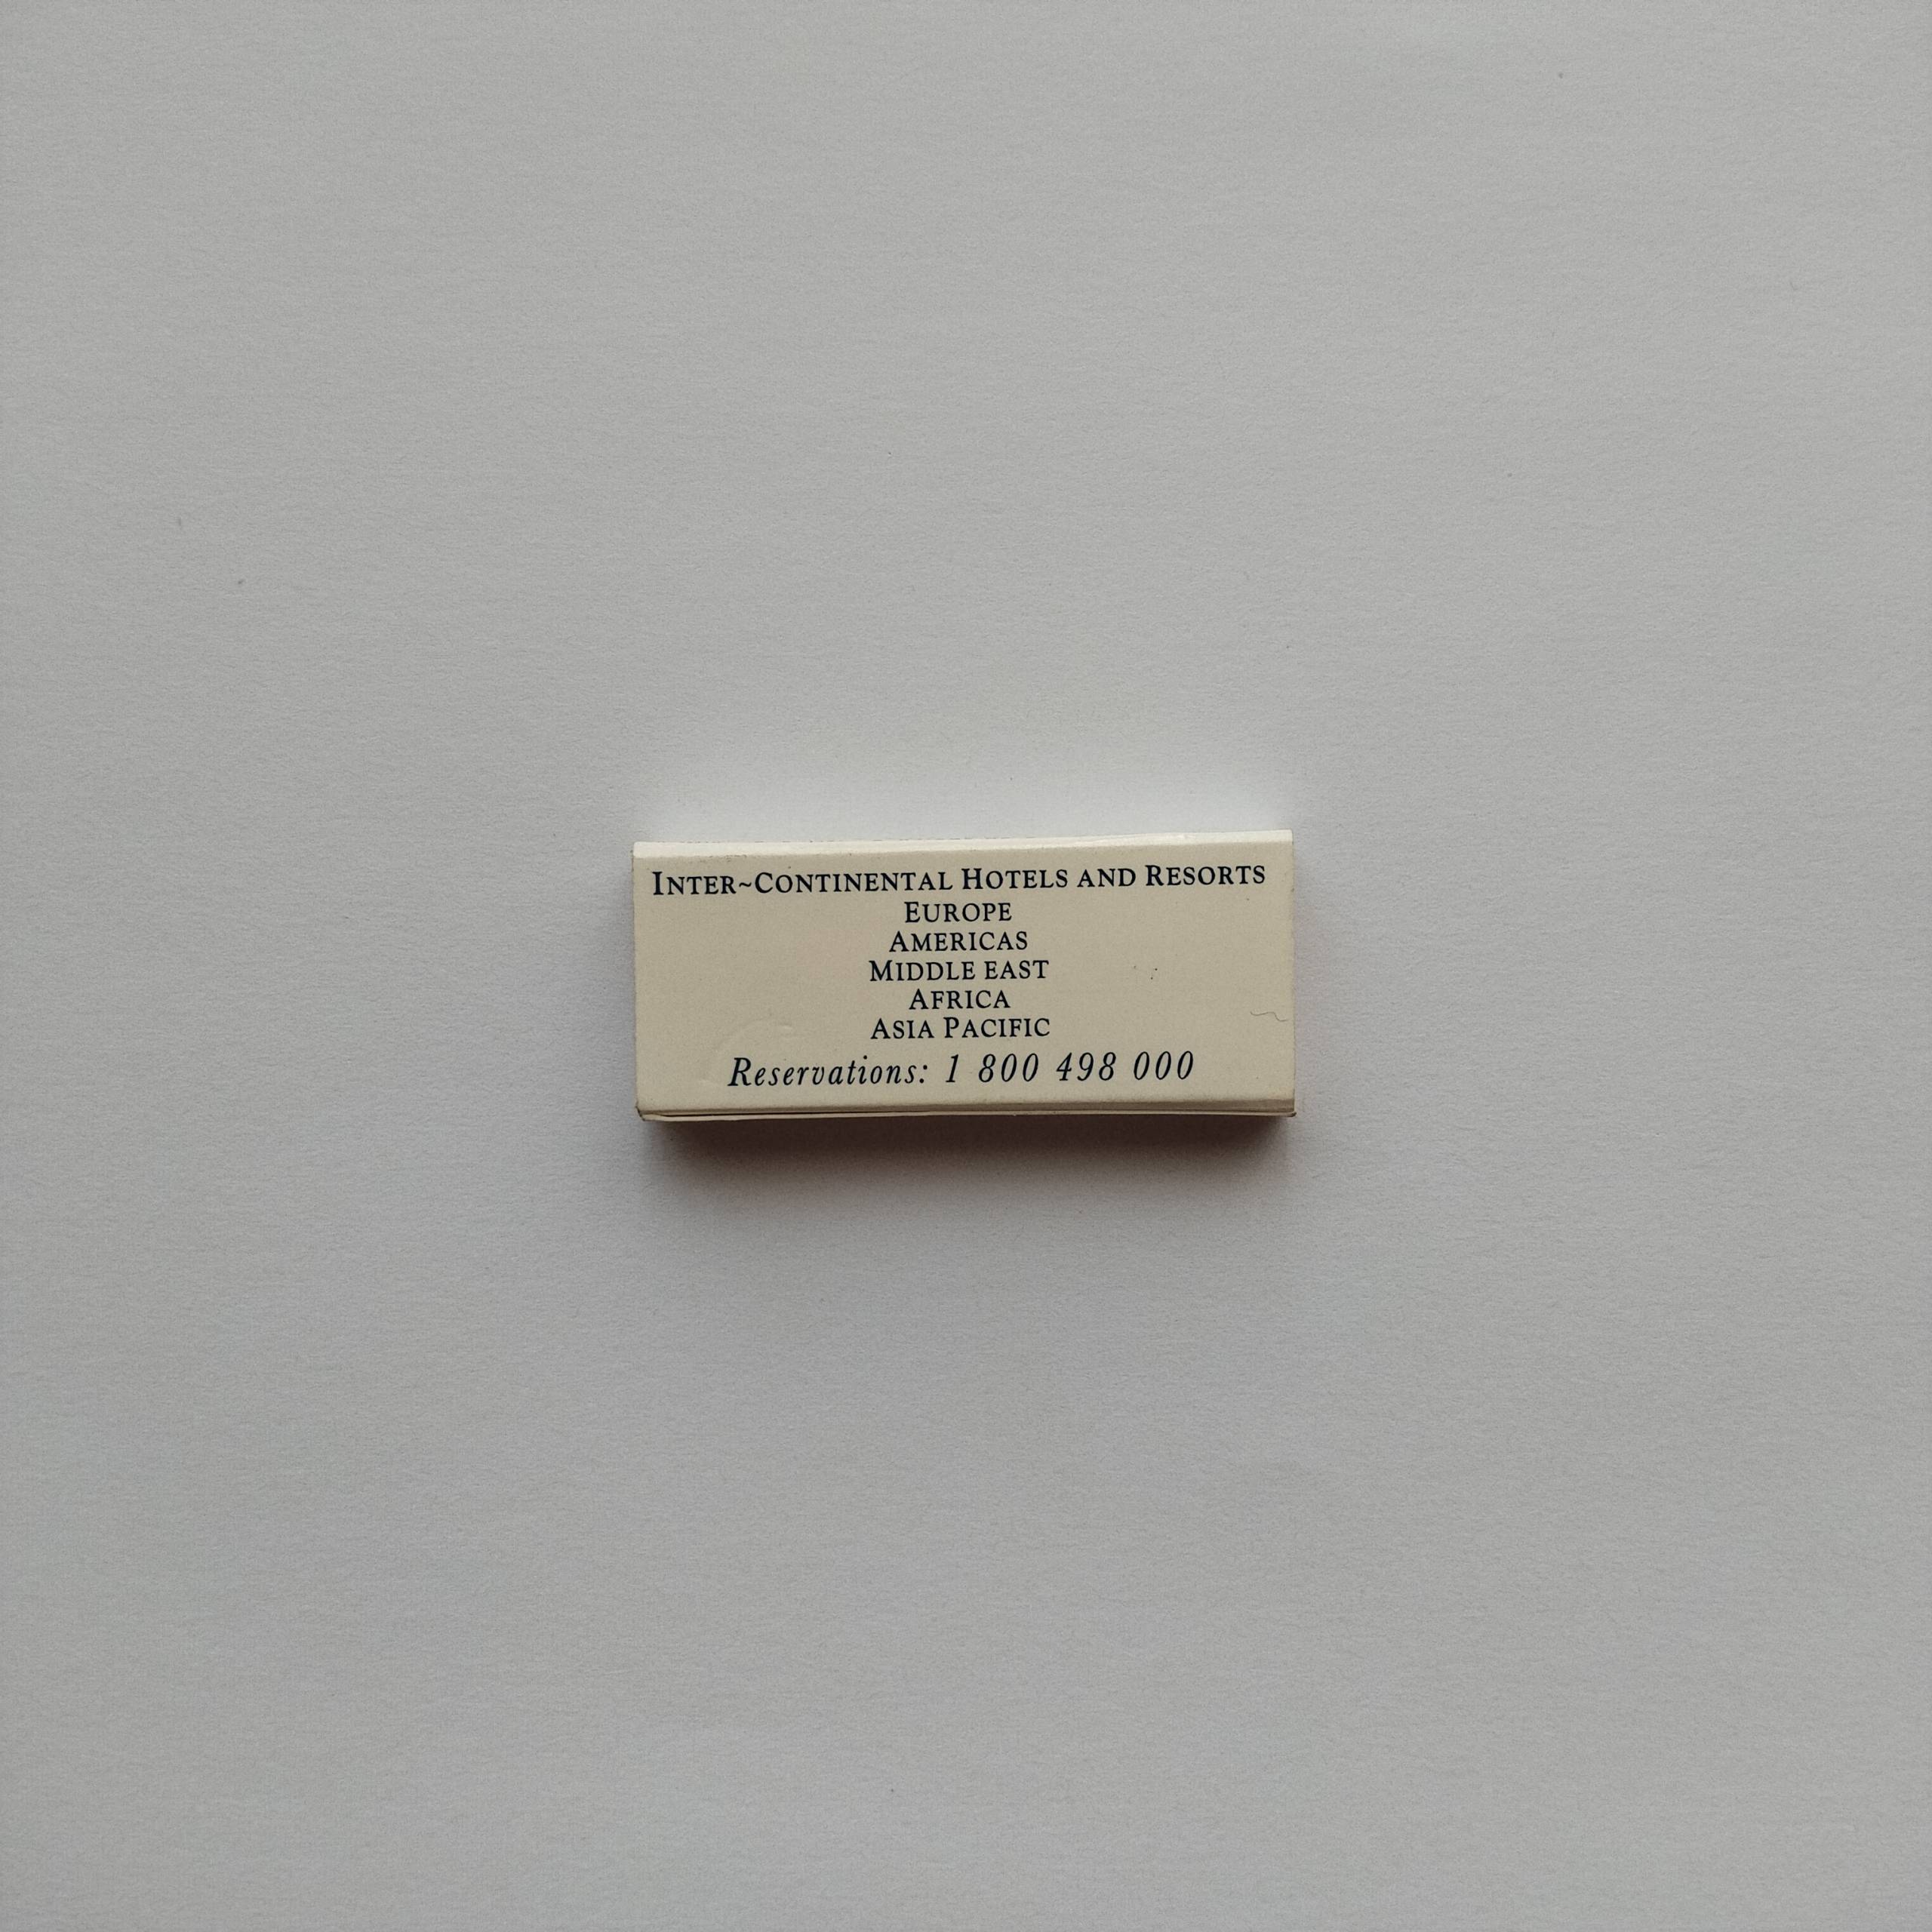 INTER~CONTINENTAL HOTELS AND RESORTS
EUROPE
AMERICAS
MIDDLE EAST
AFRICA
ASIA PACIFIC
Reservations: 1 800 498 000